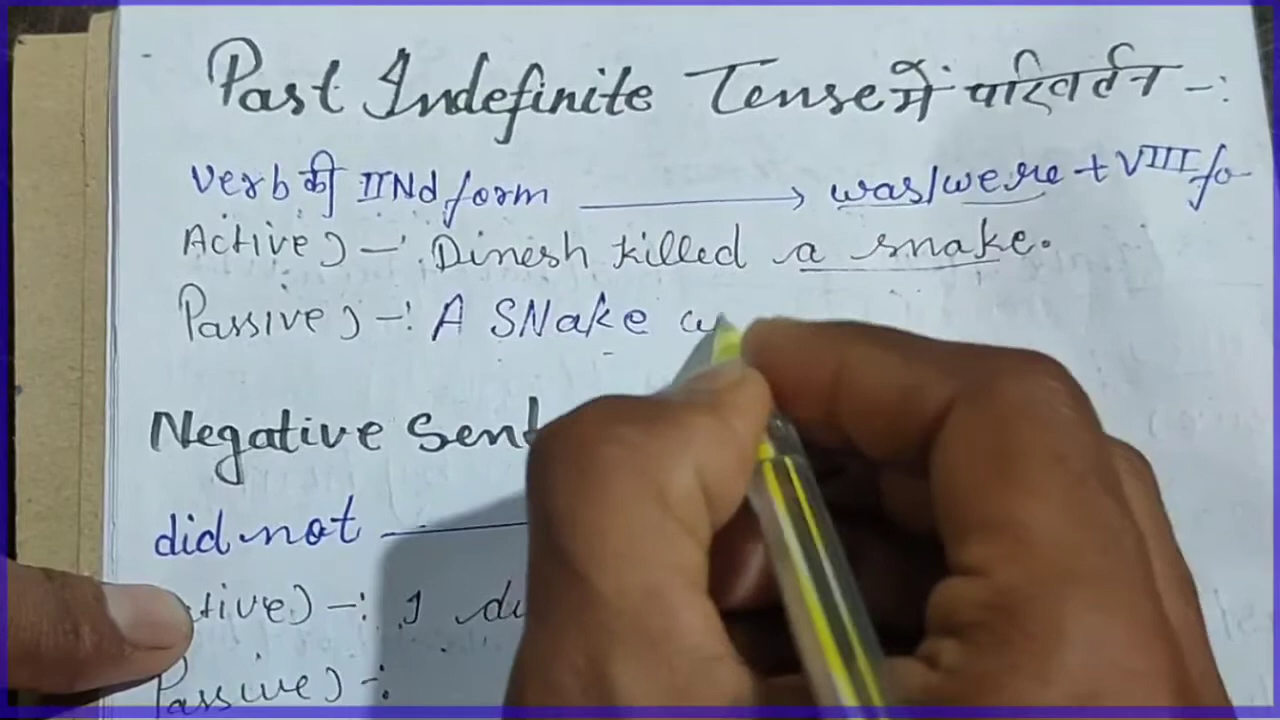 Past Indefinite Tense में परिवर्तन -:
Verb की IINd form ⟶ was/were + VIII fo
Active) -: Dinesh killed a snake.
Passive) -: A SNake
Negative Sent
did not
tive) -: I
Passive) -: